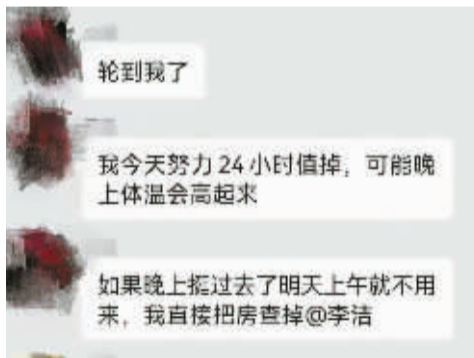 轮到我了
我今天努力24小时值掉，可能晚
上体温会高起来
如果晚上挺过去了明天上午就不用
来，我直接把房查掉@李洁